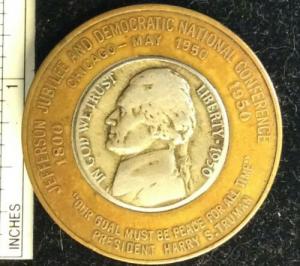 JEFFERSON JUBILEE AND DEMOCRATIC NATIONAL CONFERENCE
CHICAGO - MAY 1950
1800
1950
IN GOD WE TRUST
LIBERTY
"OUR GOAL MUST BE PEACE FOR ALL TIME"
PRESIDENT HARRY S. TRUMAN
INCHES
1